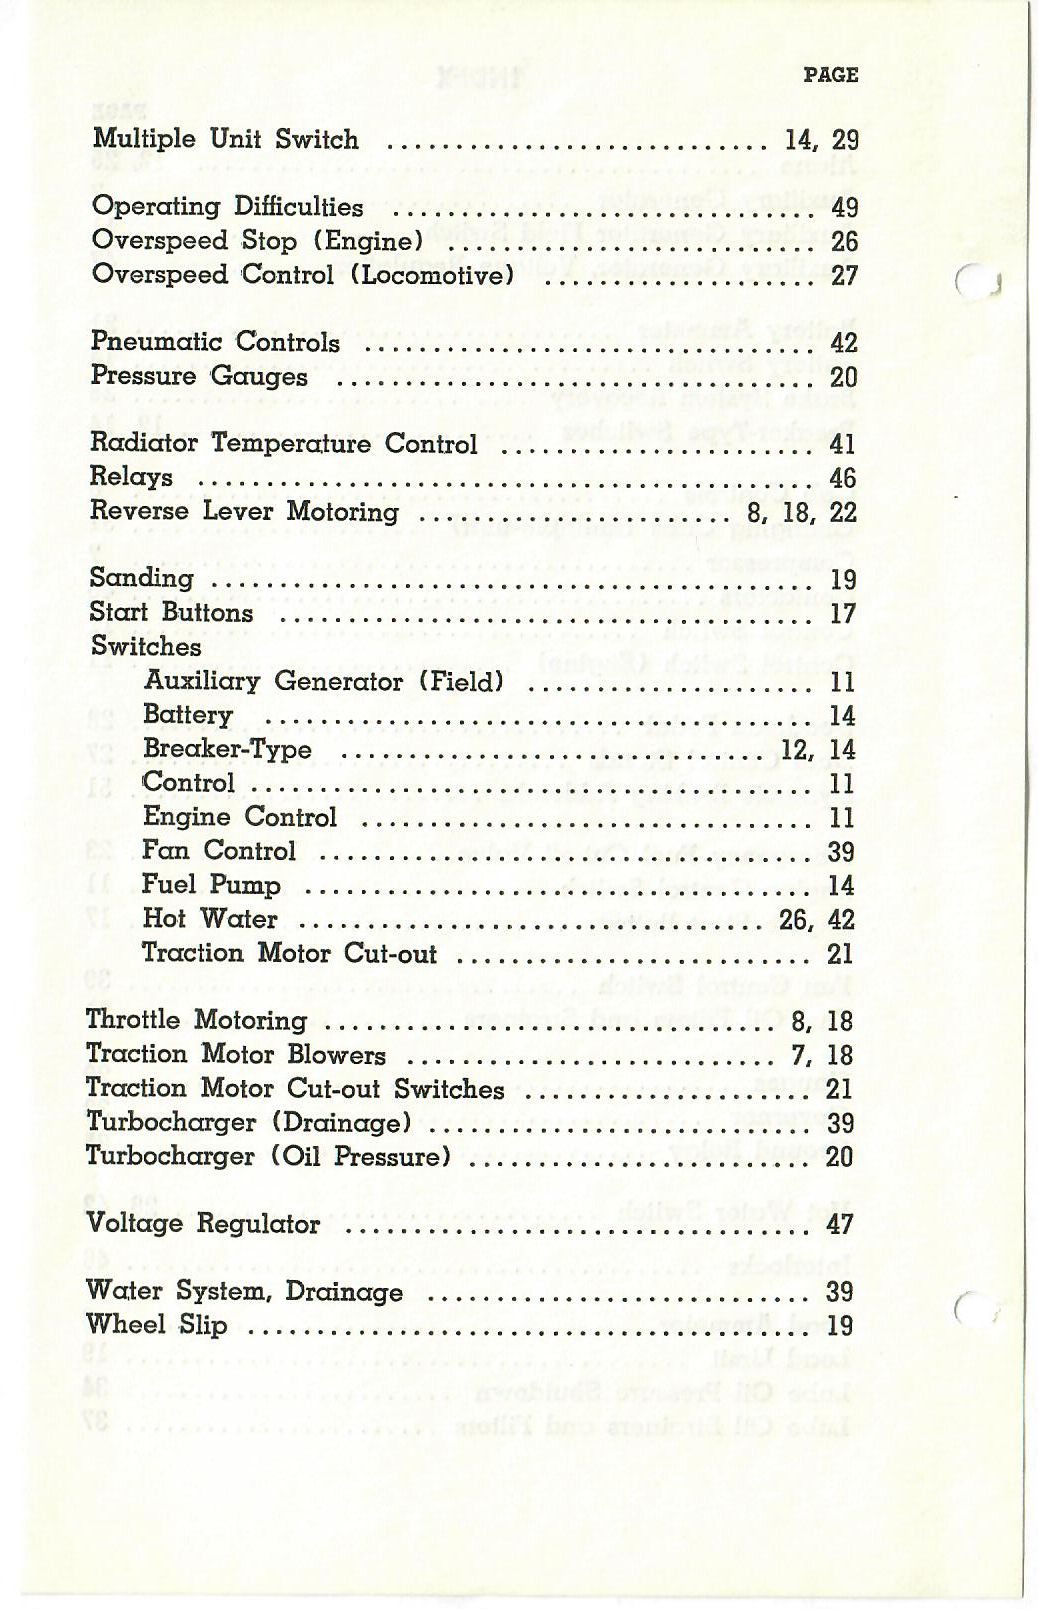 PAGE
Multiple Unit Switch ............................ 14, 29
Operating Difficulties ............................... 49
Overspeed Stop (Engine) ........................... 26
Overspeed Control (Locomotive) .................... 27
Pneumatic Controls ................................. 42
Pressure Gauges ................................... 20
Radiator Temperature Control ....................... 41
Relays ............................................. 46
Reverse Lever Motoring ....................... 8, 18, 22
Sanding ............................................ 19
Start Buttons ....................................... 17
Switches
Auxiliary Generator (Field) ..................... 11
Battery ........................................ 14
Breaker-Type ............................... 12, 14
Control ......................................... 11
Engine Control ................................. 11
Fan Control .................................... 39
Fuel Pump ..................................... 14
Hot Water .................................. 26, 42
Traction Motor Cut-out .......................... 21
Throttle Motoring ................................. 8, 18
Traction Motor Blowers ........................... 7, 18
Traction Motor Cut-out Switches ..................... 21
Turbocharger (Drainage) ............................ 39
Turbocharger (Oil Pressure) ......................... 20
Voltage Regulator .................................. 47
Water System, Drainage ............................ 39
Wheel Slip ......................................... 19